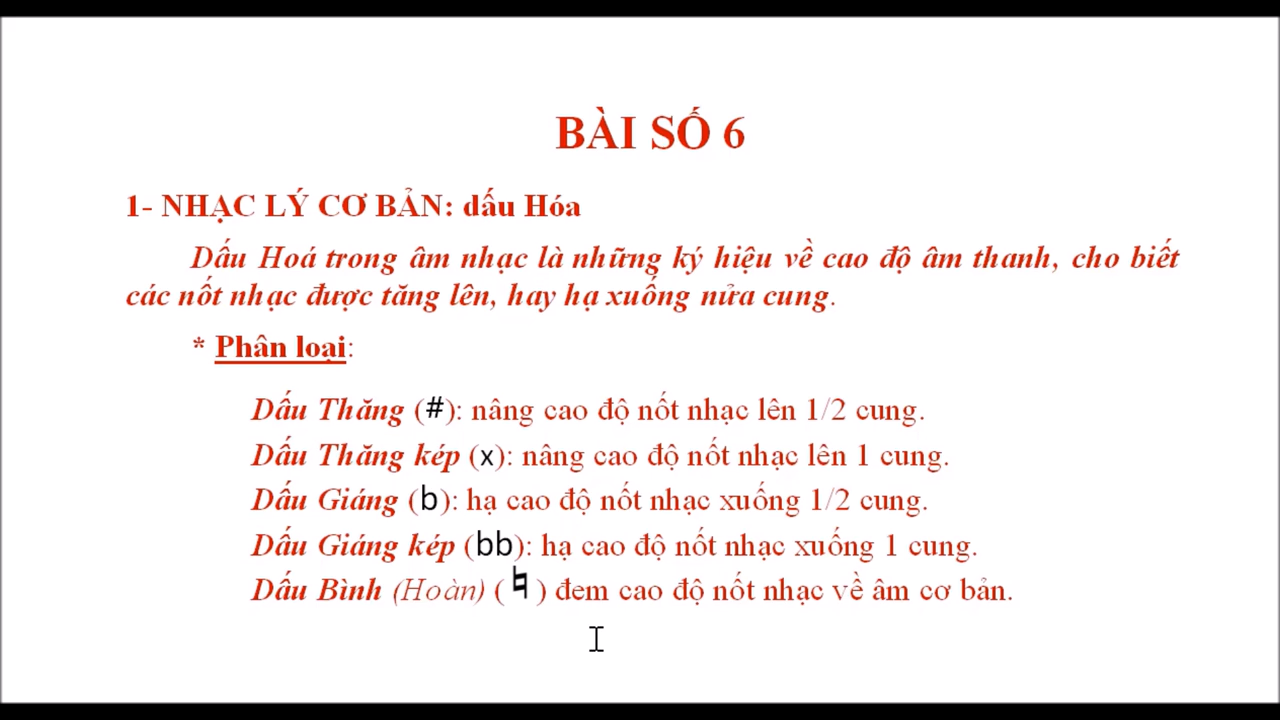 BÀI SỐ 6
1- NHẠC LÝ CƠ BẢN: dấu Hóa
Dấu Hoá trong âm nhạc là những ký hiệu về cao độ âm thanh, cho biết
các nốt nhạc được tăng lên, hay hạ xuống nửa cung.
* Phân loại:
Dấu Thăng (#): nâng cao độ nốt nhạc lên 1/2 cung.
Dấu Thăng kép (x): nâng cao độ nốt nhạc lên 1 cung.
Dấu Giáng (b): hạ cao độ nốt nhạc xuống 1/2 cung.
Dấu Giáng kép (bb): hạ cao độ nốt nhạc xuống 1 cung.
Dấu Bình (Hoàn) (♮) đem cao độ nốt nhạc về âm cơ bản.